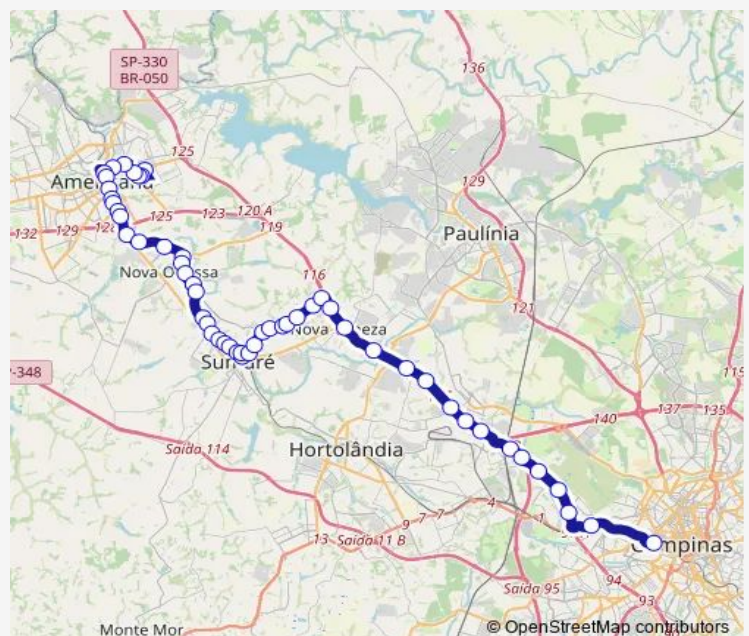 SP-330
BR-050
136
125
129
Americana
132
129
125
123
120 A
119
Paulínia
116
Nova Odessa
121
Nova Veneza
Sumaré
-348
115
140
137
135
Saída 114
Hortolândia
4
7
7
9
1
13
Saída 11 B
Campinas
Saída 95
94
93
Monte Mor
© OpenStreetMap contributors